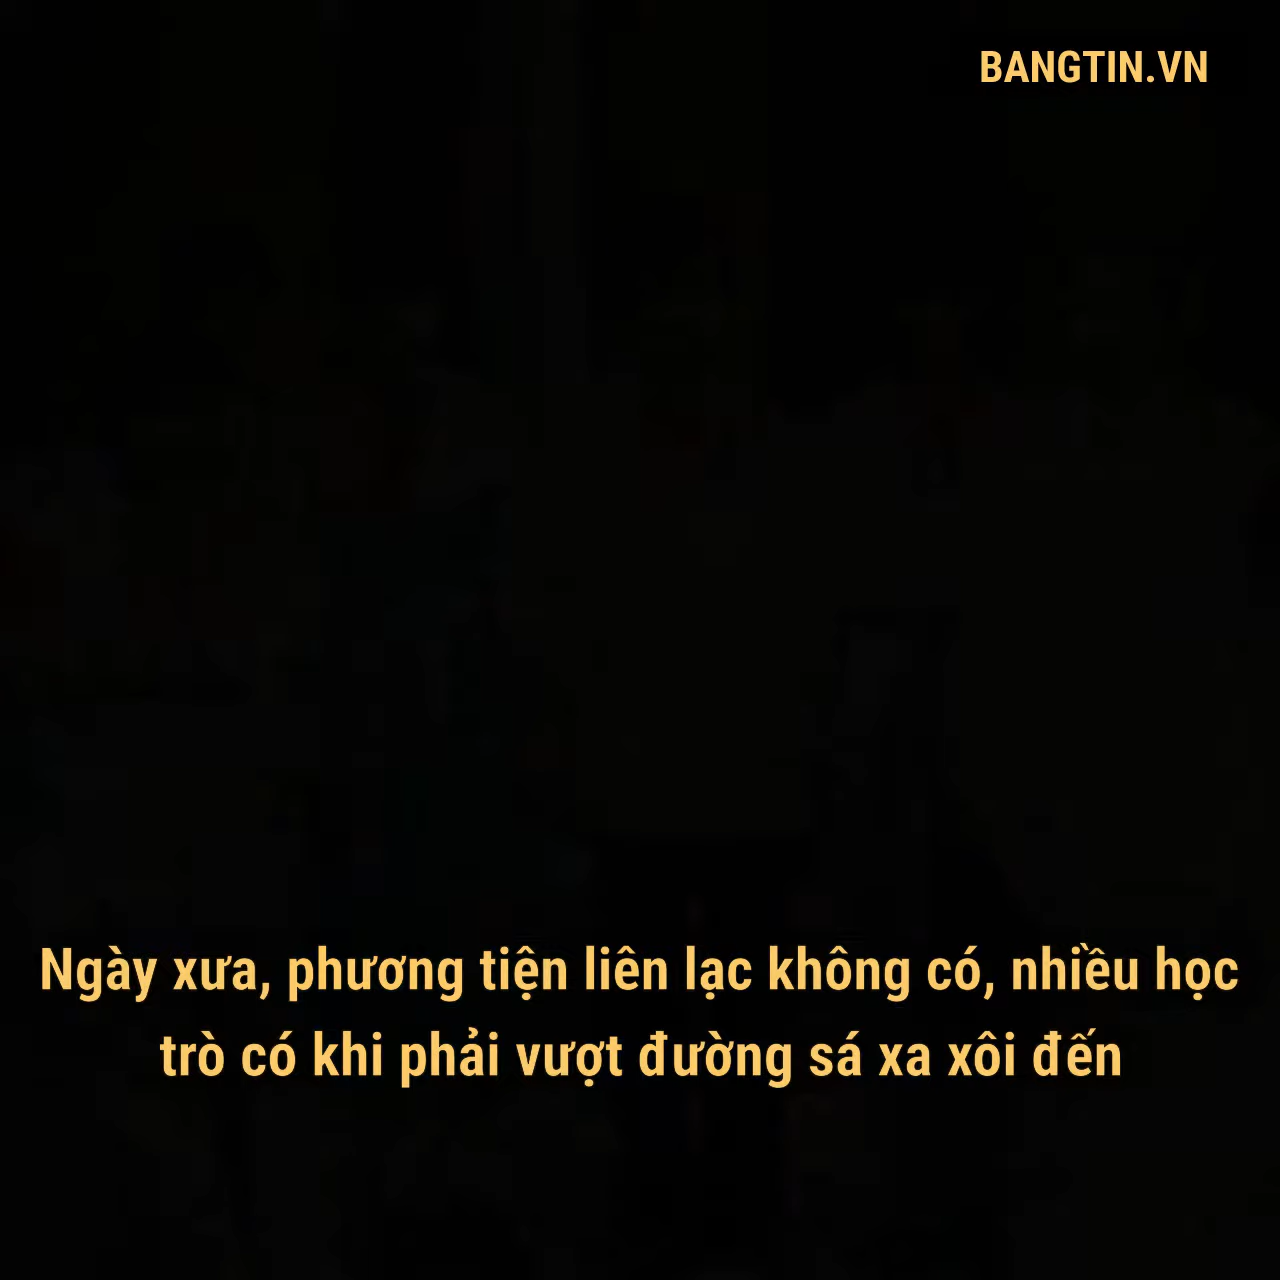 BANGTIN.VN
Ngày xưa, phương tiện liên lạc không có, nhiều học
trò có khi phải vượt đường sá xa xôi đến